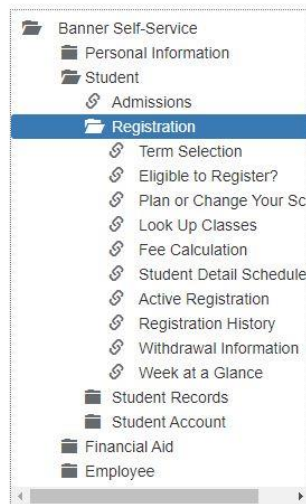 Banner Self-Service
Personal Information
Student
Admissions
Registration
Term Selection
Eligible to Register?
Plan or Change Your Sc
Look Up Classes
Fee Calculation
Student Detail Schedule
Active Registration
Registration History
Withdrawal Information
Week at a Glance
Student Records
Student Account
Financial Aid
Employee